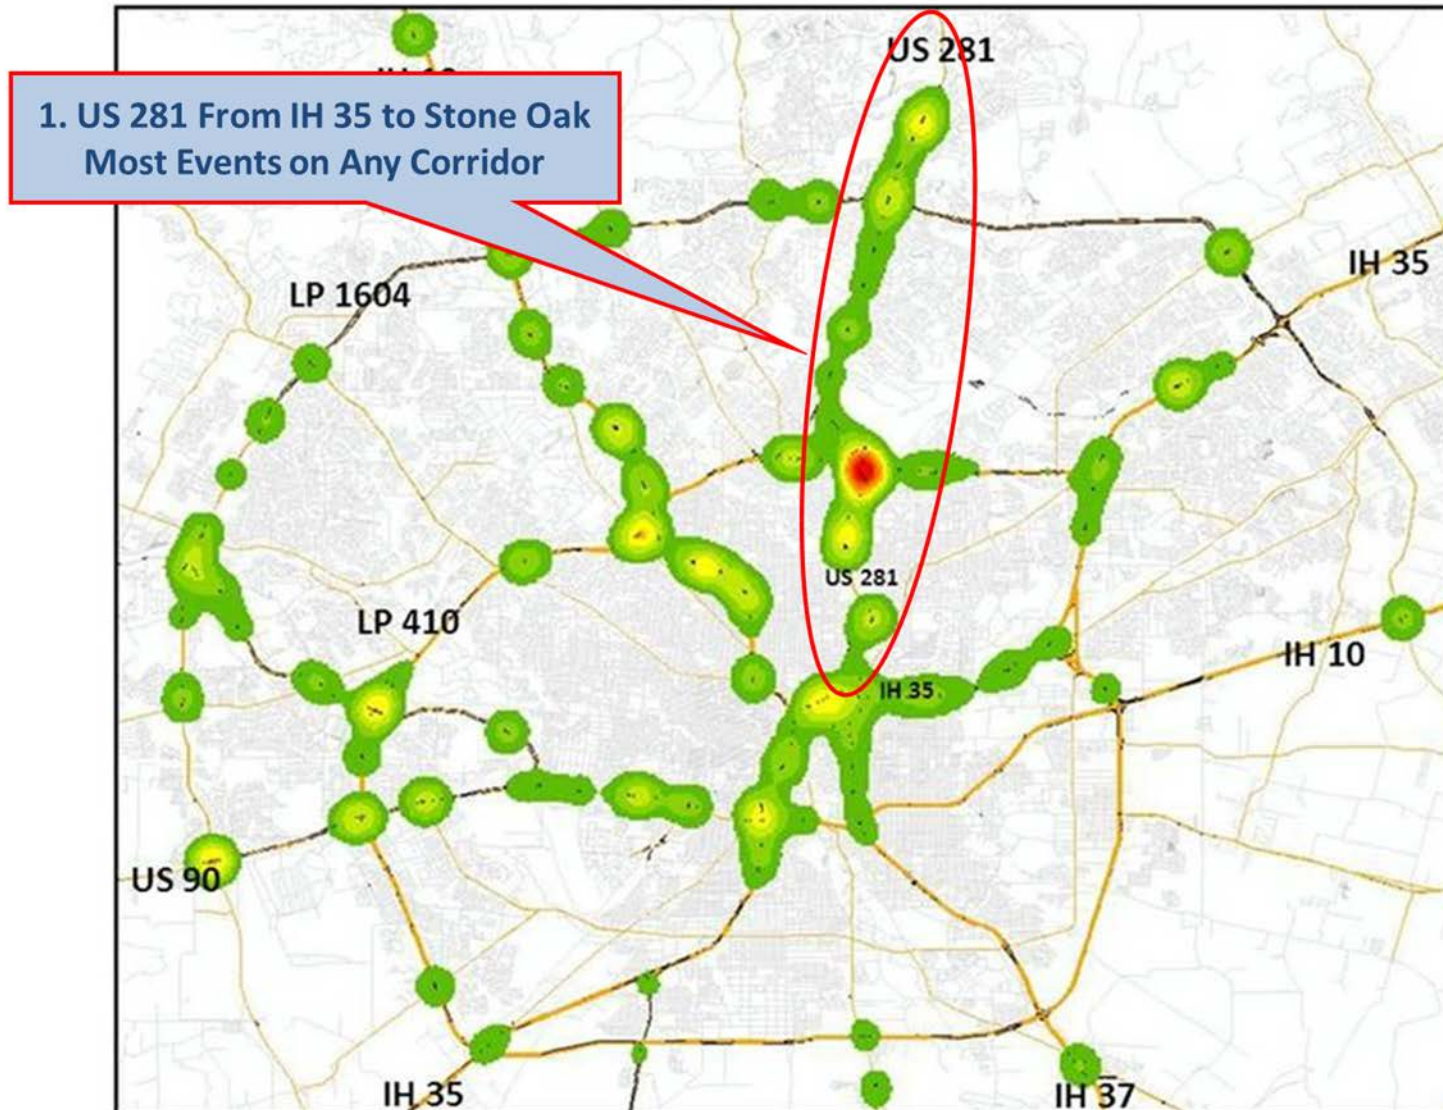 US 281
1. US 281 From IH 35 to Stone Oak
Most Events on Any Corridor
IH 35
LP 1604
US 281
LP 410
IH 10
IH 35
US 90
IH 35
IH 37